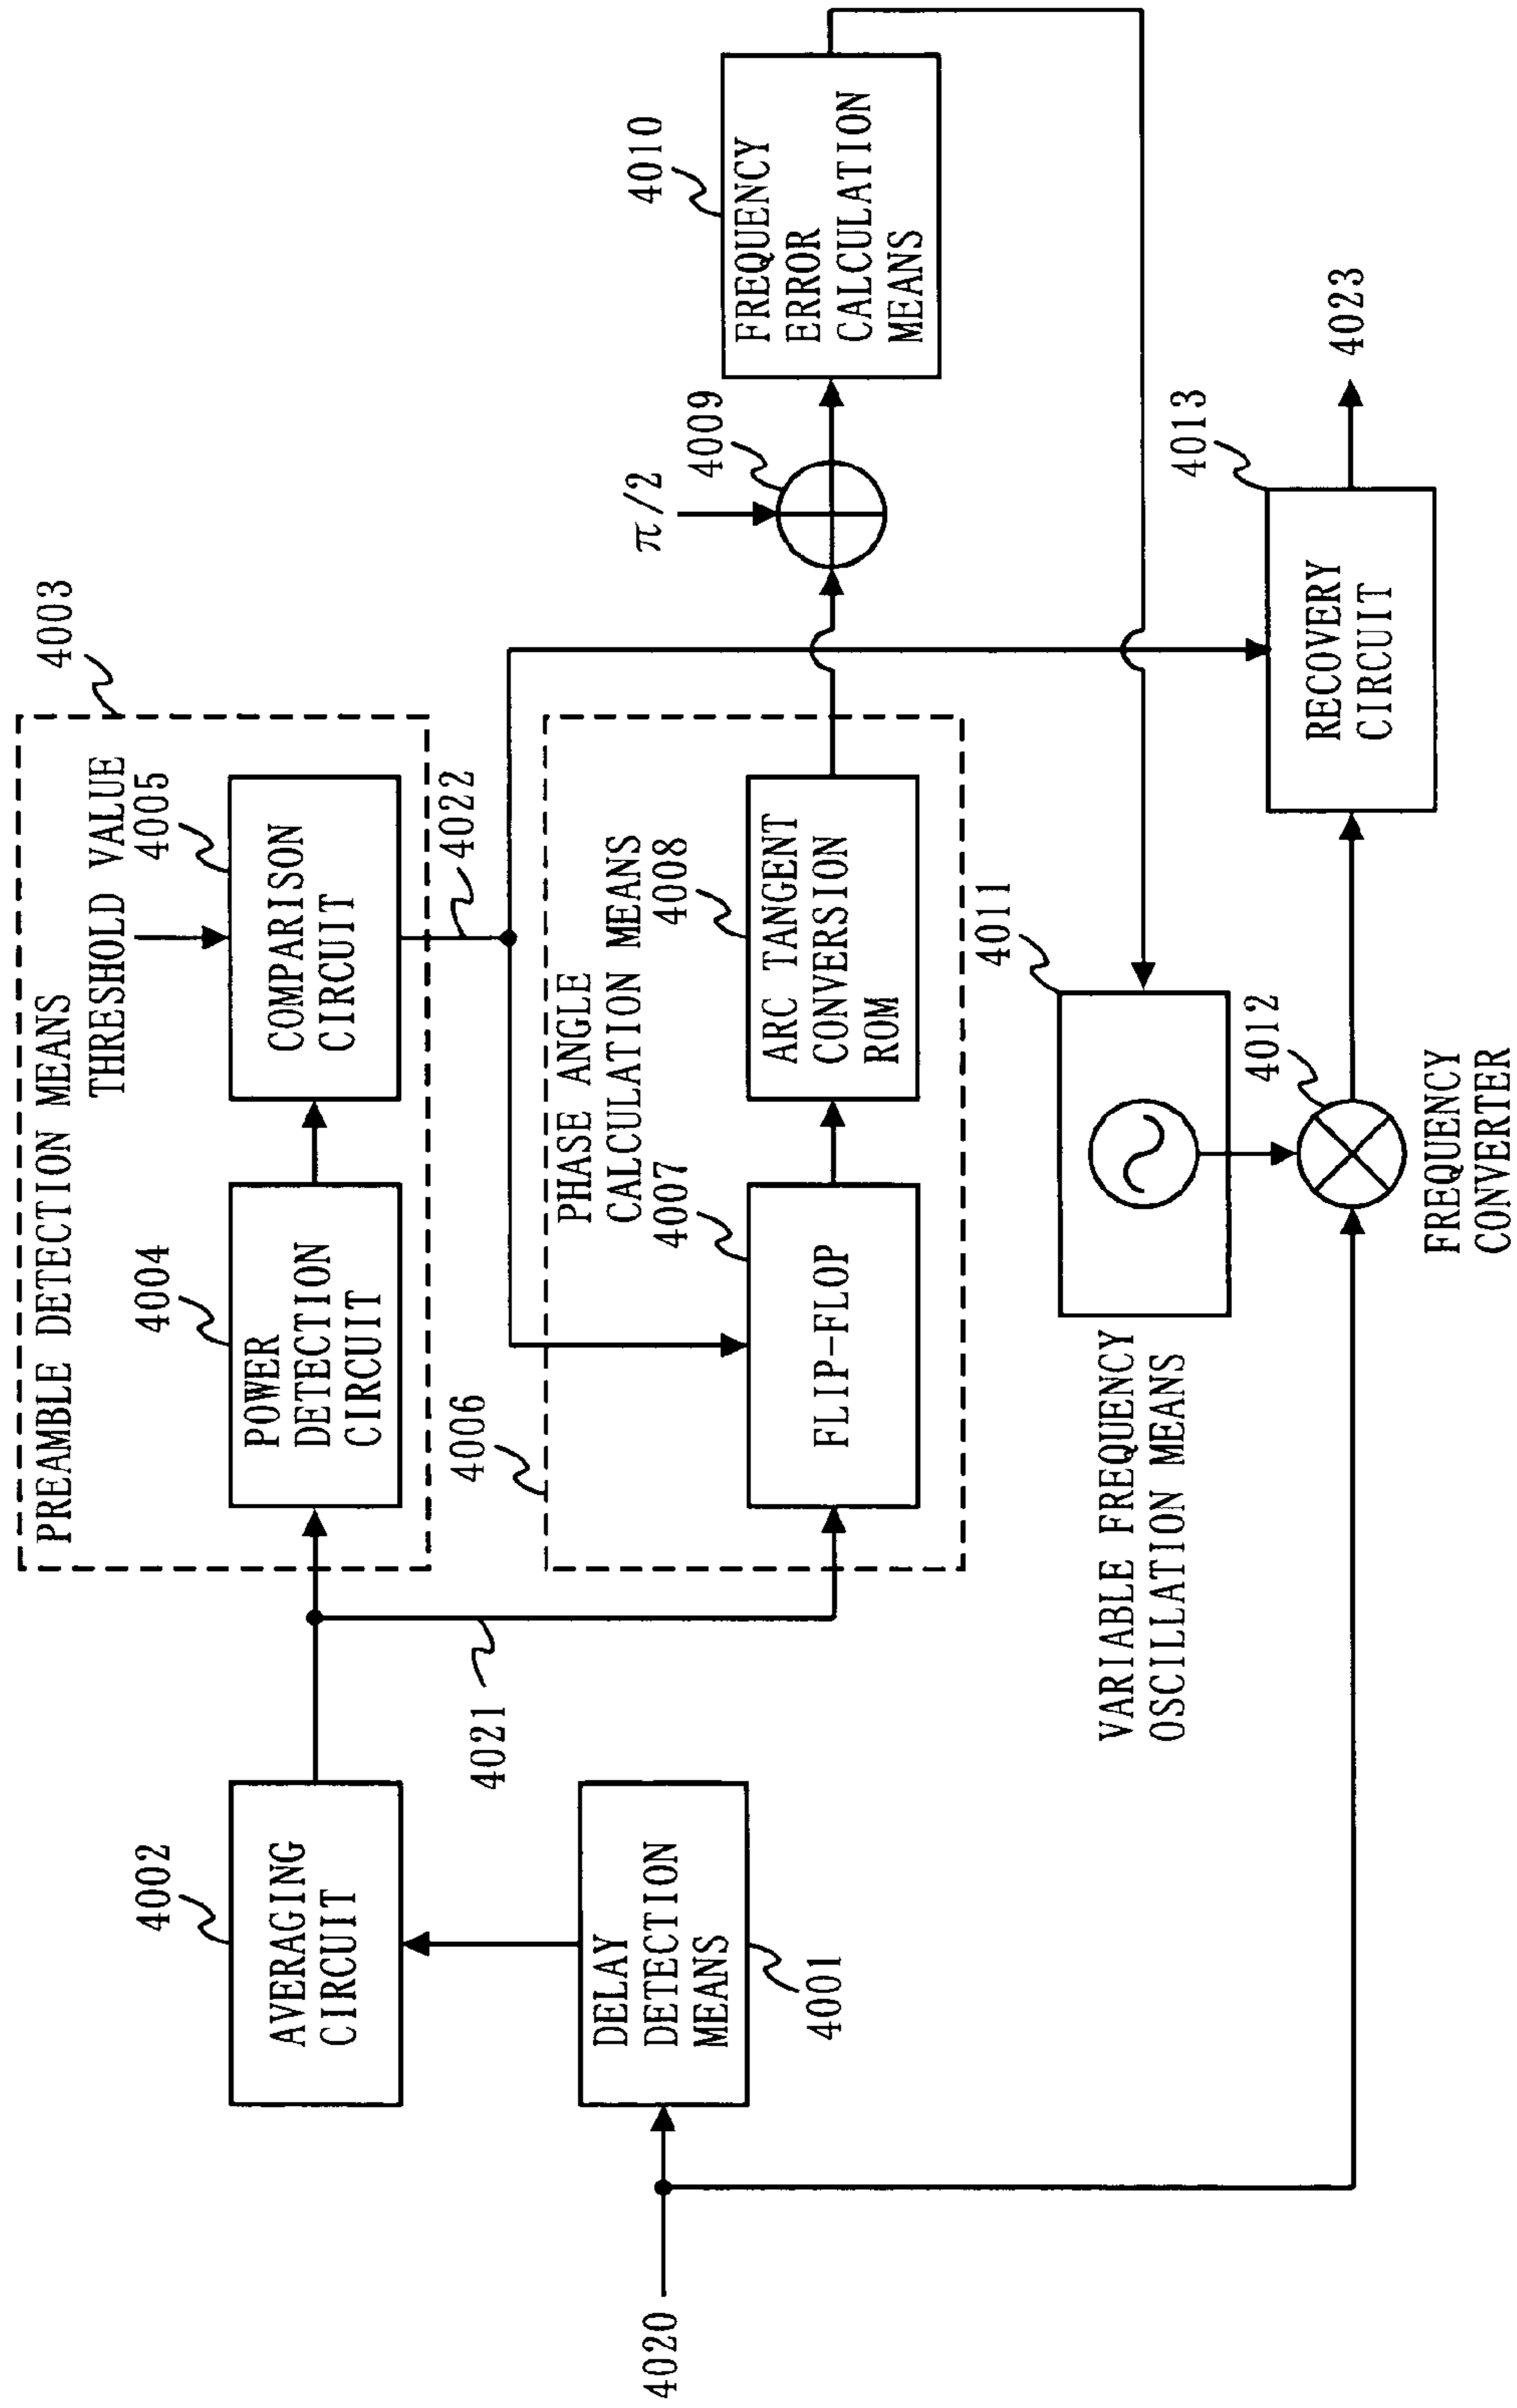 PREAMBLE DETECTION MEANS
4003
THRESHOLD VALUE
4004
POWER
DETECTION
CIRCUIT
4005
COMPARISON
CIRCUIT
4002
AVERAGING
CIRCUIT
4022
4006
4021
PHASE ANGLE
CALCULATION MEANS
4007
FLIP-FLOP
4008
ARC TANGENT
CONVERSION
ROM
π/2
4009
4010
FREQUENCY
ERROR
CALCULATION
MEANS
4020
DELAY
DETECTION
MEANS
4001
VARIABLE FREQUENCY
OSCILLATION MEANS
4011
4012
FREQUENCY
CONVERTER
4013
RECOVERY
CIRCUIT
4023